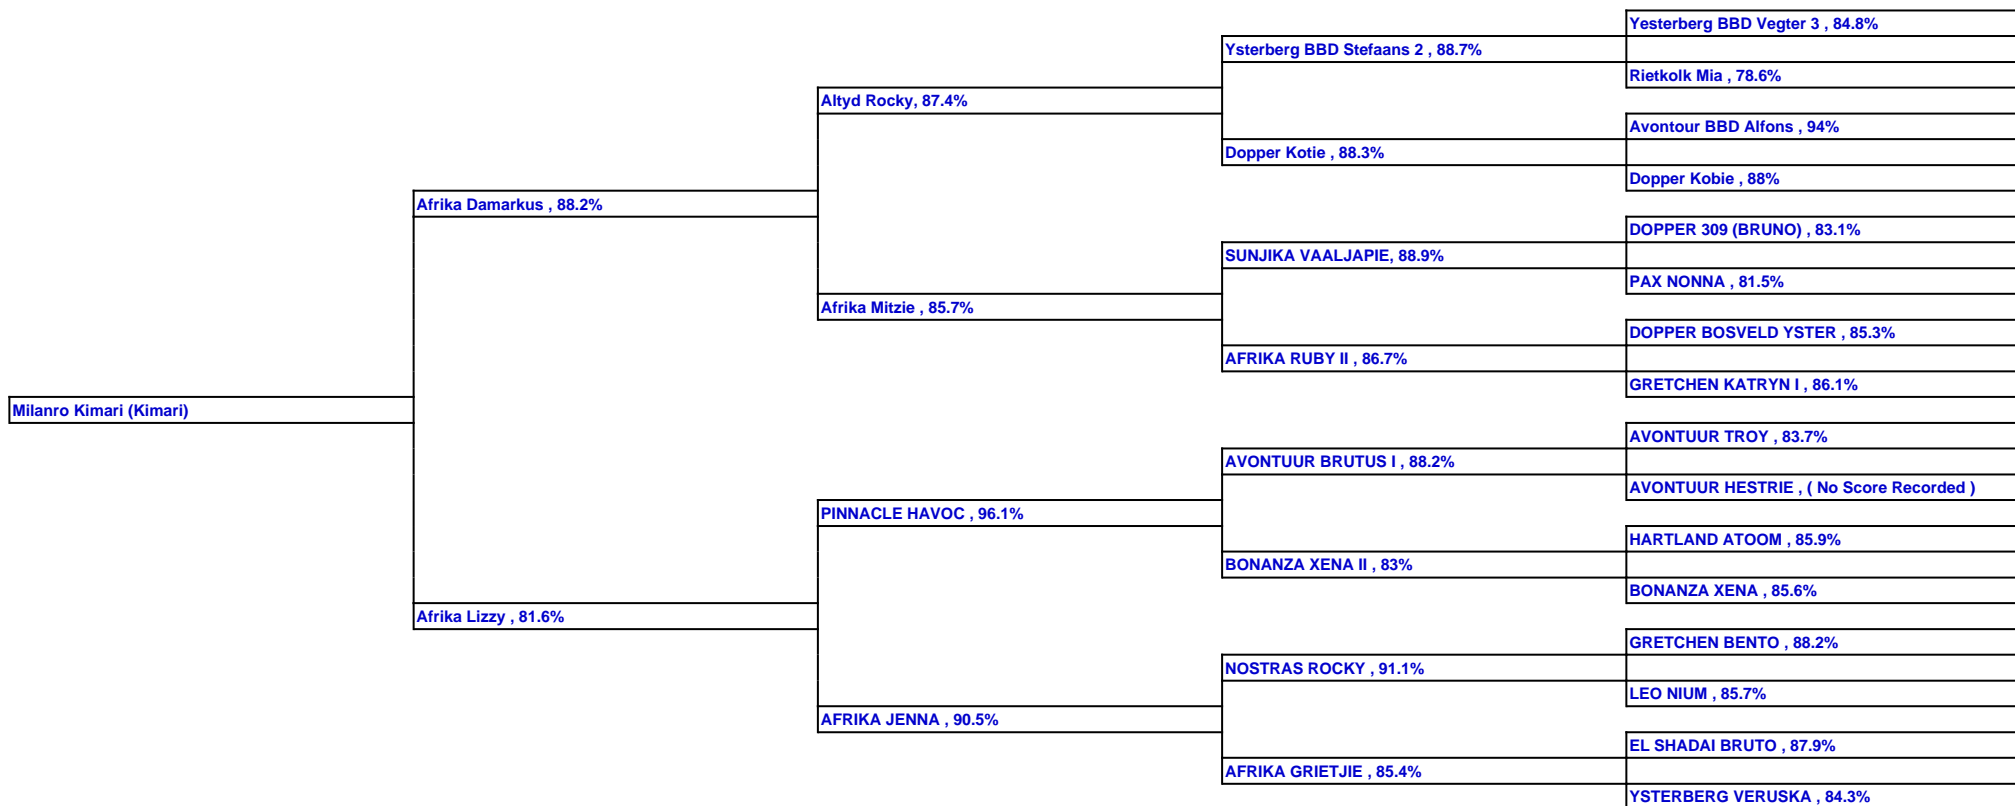 Yesterberg BBD Vegter 3 , 84.8%
Ysterberg BBD Stefaans 2 , 88.7%
Rietkolk Mia , 78.6%
Altyd Rocky, 87.4%
Avontour BBD Alfons , 94%
Dopper Kotie , 88.3%
Dopper Kobie , 88%
Afrika Damarkus , 88.2%
DOPPER 309 (BRUNO) , 83.1%
SUNJIKA VAALJAPIE, 88.9%
PAX NONNA , 81.5%
Afrika Mitzie , 85.7%
DOPPER BOSVELD YSTER , 85.3%
AFRIKA RUBY II , 86.7%
GRETCHEN KATRYN I , 86.1%
Milanro Kimari (Kimari)
AVONTUUR TROY , 83.7%
AVONTUUR BRUTUS I , 88.2%
AVONTUUR HESTRIE , ( No Score Recorded )
PINNACLE HAVOC , 96.1%
HARTLAND ATOOM , 85.9%
BONANZA XENA II , 83%
BONANZA XENA , 85.6%
Afrika Lizzy , 81.6%
GRETCHEN BENTO , 88.2%
NOSTRAS ROCKY , 91.1%
LEO NIUM , 85.7%
AFRIKA JENNA , 90.5%
EL SHADAI BRUTO , 87.9%
AFRIKA GRIETJIE , 85.4%
YSTERBERG VERUSKA , 84.3%